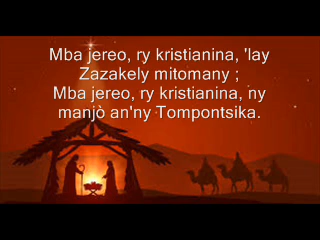 Mba jereo, ry kristianina, 'lay
Zazakely mitomany ;
Mba jereo, ry kristianina, ny
manjò an'ny Tompontsika.